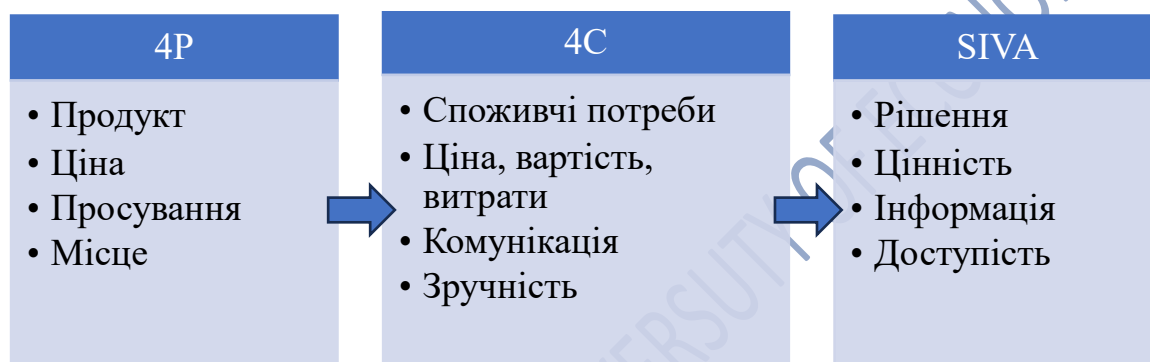 4P
• Продукт
• Ціна
• Просування
• Місце
4C
• Споживчі потреби
• Ціна, вартість,
витрати
• Комунікація
• Зручність
SIVA
• Рішення
• Цінність
• Інформація
• Доступість